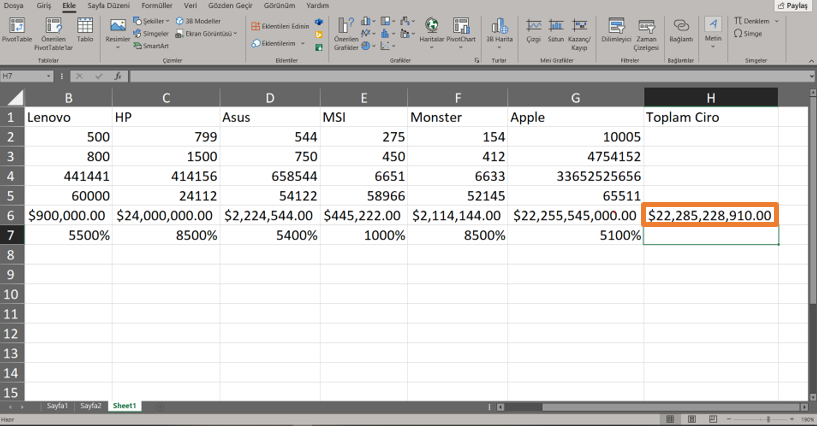 Dosya Giriş Ekle Sayfa Düzeni Formüller Veri Gözden Geçir Görünüm Yardım Paylaş
PivotTable Önerilen PivotTable'lar Tablo
Resimler Şekiller Simgeler SmartArt 3B Modeller Ekran Görüntüsü
Eklentileri Edinin Eklentilerim
Önerilen Grafikler Haritalar PivotChart 3B Harita
Çizgi Sütun Kazanç/Kayıp Dilimleyici Zaman Çizelgesi Bağlantı Metin Denklem Simge
Tablolar Çizimler Eklentiler Grafikler Turlar Mini Grafikler Filtreler Bağlantılar Simgeler
H7 fx
B C D E F G H
1 Lenovo HP Asus MSI Monster Apple Toplam Ciro
2 500 799 544 275 154 10005
3 800 1500 750 450 412 4754152
4 441441 414156 658544 6651 6633 33652525656
5 60000 24112 54122 58966 52145 65511
6 $900,000.00 $24,000,000.00 $2,224,544.00 $445,222.00 $2,114,144.00 $22,255,545,000.00 $22,285,228,910.00
7 5500% 8500% 5400% 1000% 8500% 5100%
8
9
10
11
12
13
14
15
Sayfa1 Sayfa2 Sheet1
Hazır 190%